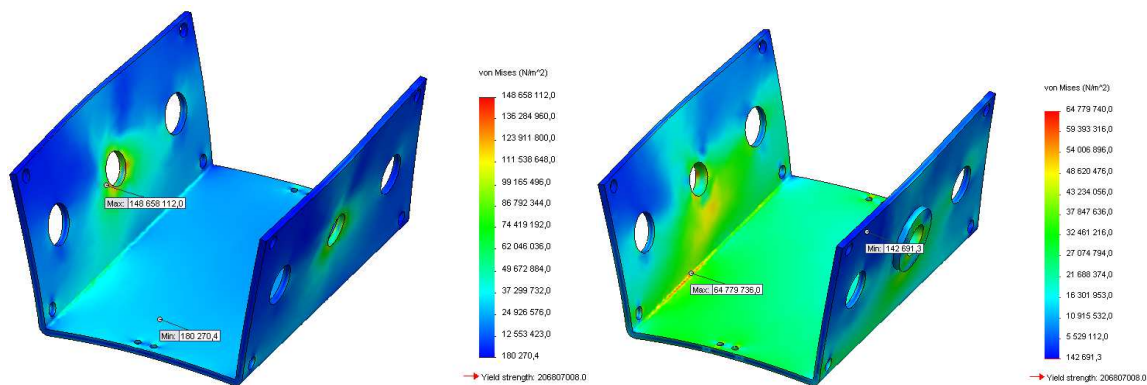 Max: 148 658 112,0
Min: 180 270,4
von Mises (N/m^2)
148 658 112,0
136 284 960,0
123 911 800,0
111 538 648,0
99 165 496,0
86 792 344,0
74 419 192,0
62 046 036,0
49 672 884,0
37 299 732,0
24 926 576,0
12 553 423,0
180 270,4
Yield strength: 206807008.0
Min: 142 691,3
Max: 64 779 736,0
von Mises (N/m^2)
64 779 740,0
59 393 316,0
54 006 896,0
48 620 476,0
43 234 056,0
37 847 636,0
32 461 216,0
27 074 794,0
21 688 374,0
16 301 953,0
10 915 532,0
5 529 112,0
142 691,3
Yield strength: 206807008.0